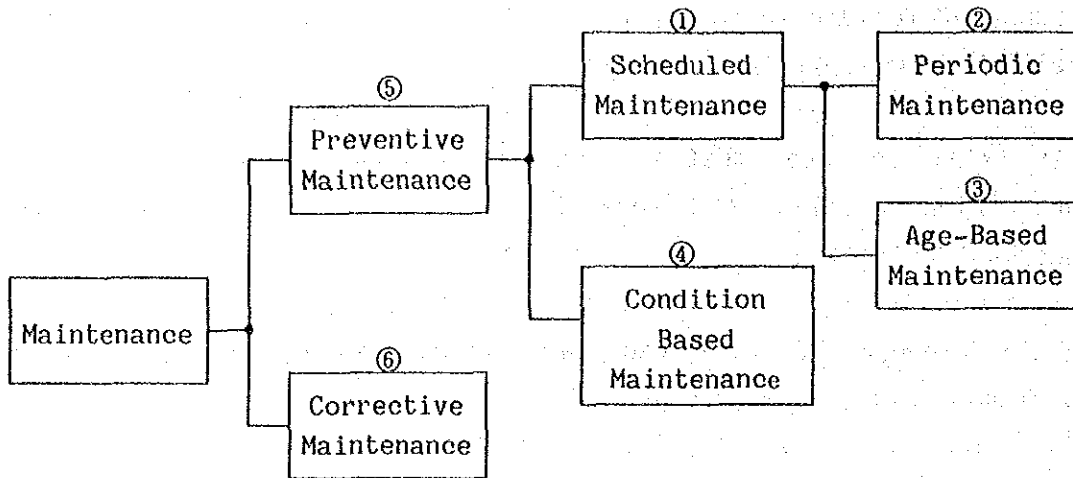 ①
Scheduled
Maintenance
②
Periodic
Maintenance
⑤
Preventive
Maintenance
③
Age-Based
Maintenance
④
Condition
Based
Maintenance
Maintenance
⑥
Corrective
Maintenance